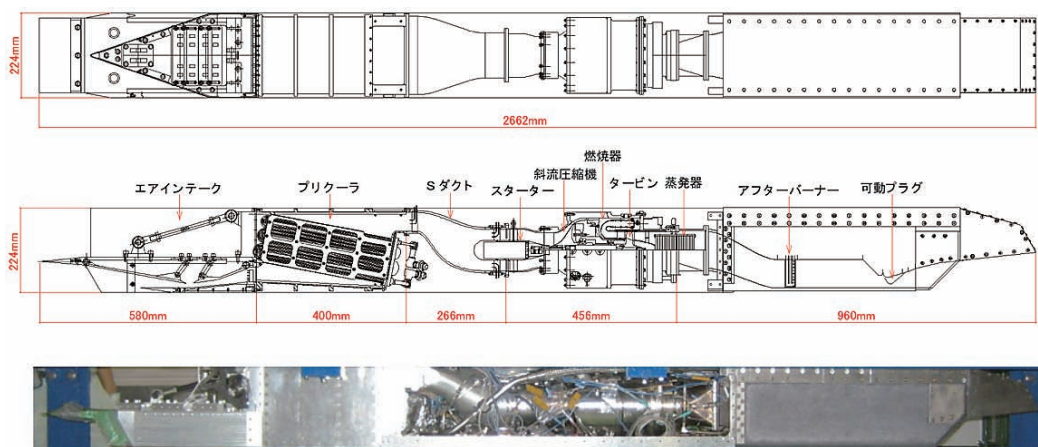 224mm
2662mm
燃焼器
斜流圧縮機
エアインテーク
プリクーラ
Sダクト
スターター
タービン
蒸発器
アフターバーナー
可動プラグ
224mm
580mm
400mm
266mm
456mm
960mm